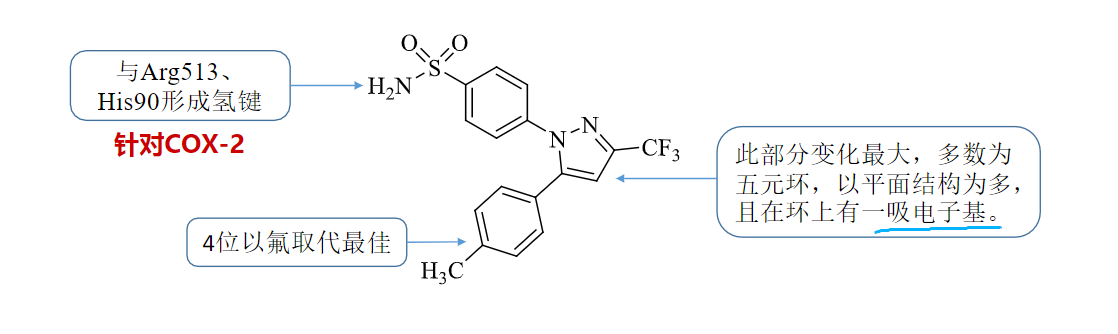 与Arg513、
His90形成氢键
针对COX-2
O
O
S
H₂N
N
N
CF₃
此部分变化最大，多数为
五元环，以平面结构为多，
且在环上有一吸电子基。
4位以氟取代最佳
H₃C